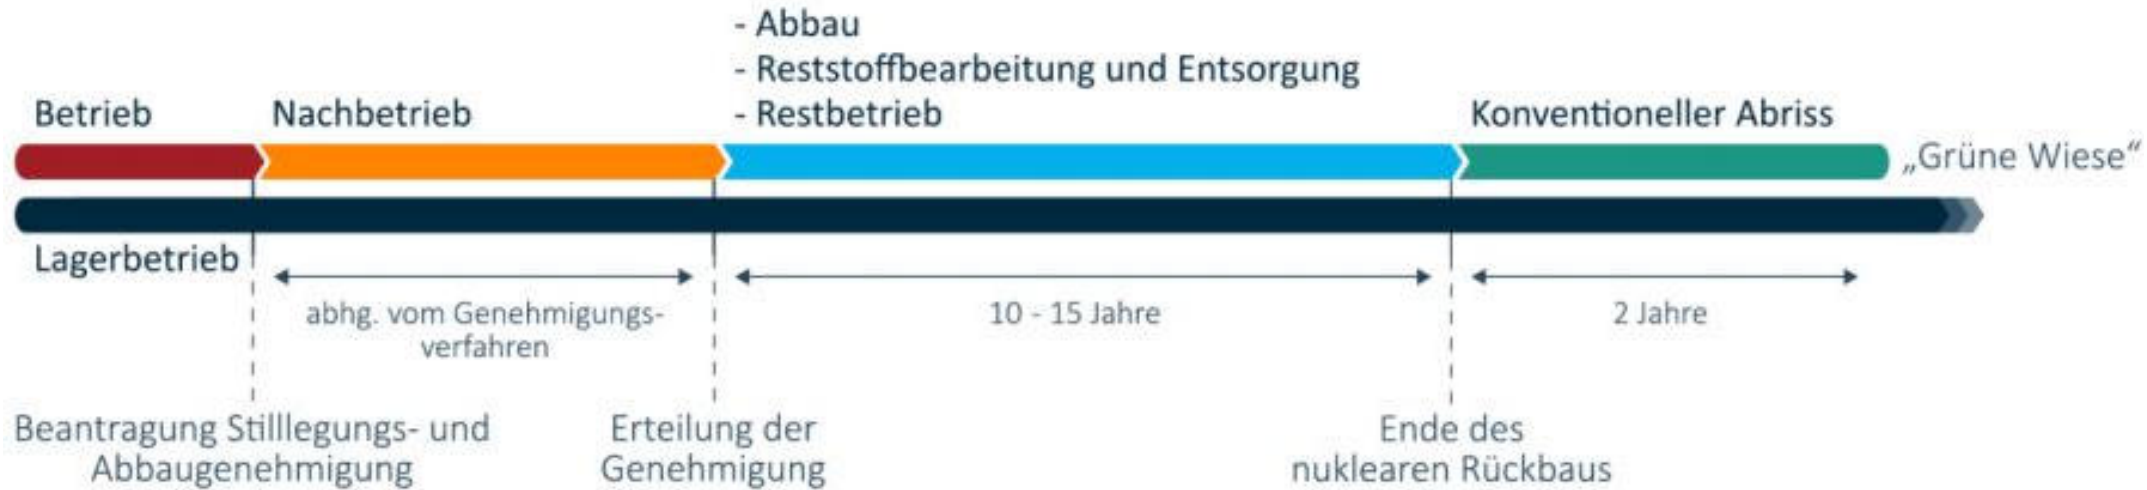 - Abbau
- Reststoffbearbeitung und Entsorgung
- Restbetrieb
Betrieb
Nachbetrieb
Konventioneller Abriss
„Grüne Wiese“
Lagerbetrieb
abhg. vom Genehmigungs-
verfahren
10 - 15 Jahre
2 Jahre
Beantragung Stilllegungs- und
Abbaugenehmigung
Erteilung der
Genehmigung
Ende des
nuklearen Rückbaus